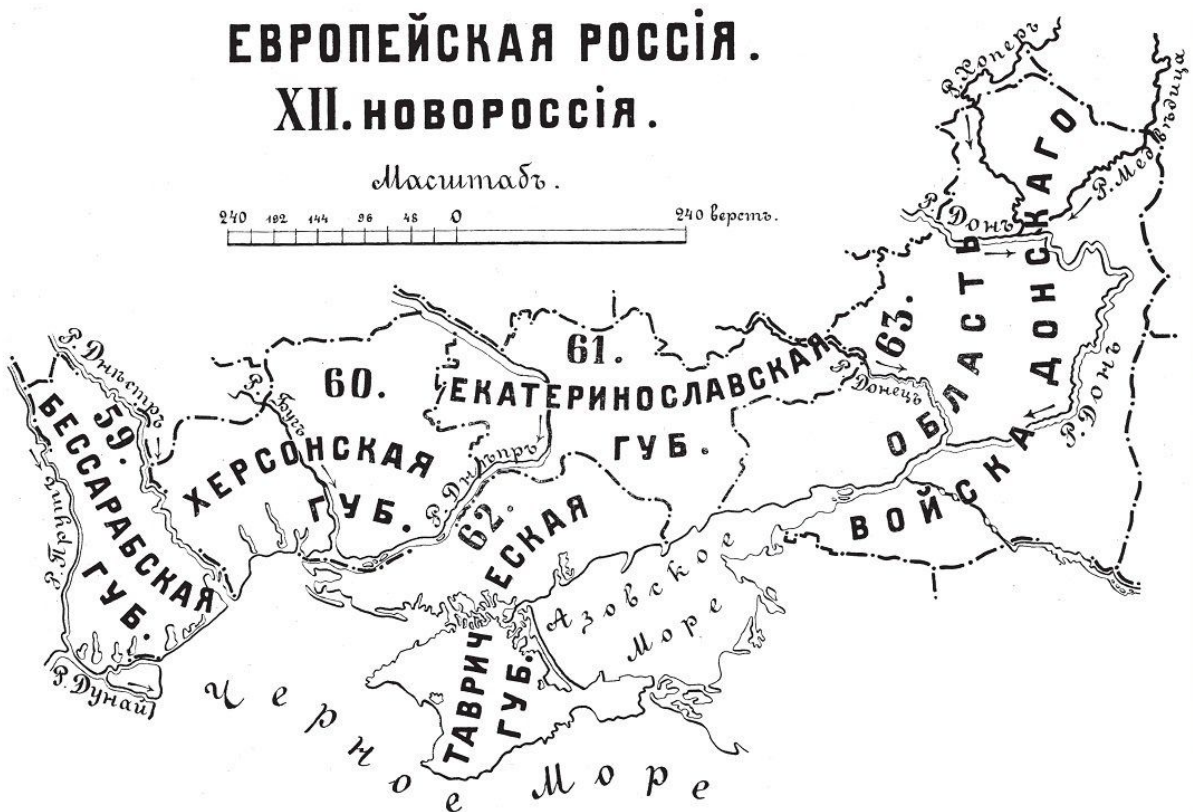 ЕВРОПЕЙСКАЯ РОССІЯ.
XII. НОВОРОССІЯ.
Масштабъ.
240 192 144 96 48 0 240 верстъ.
Р. Хоперъ
Р. Медвѣдица
Р. Донъ
63.
ОБЛАСТЬ
ВОЙСКА ДОНСКАГО
Р. Донъ
Р. Донецъ
61.
ЕКАТЕРИНОСЛАВСКАЯ
ГУБ.
60.
ХЕРСОНСКАЯ
ГУБ.
Р. Бугъ
Р. Днѣпръ
Р. Днѣстръ
59.
БЕССАРАБСКАЯ
ГУБ.
Р. Прутъ
Р. Дунай
62.
ТАВРИЧЕСКАЯ
ГУБ.
Азовское
Море
Черное Море